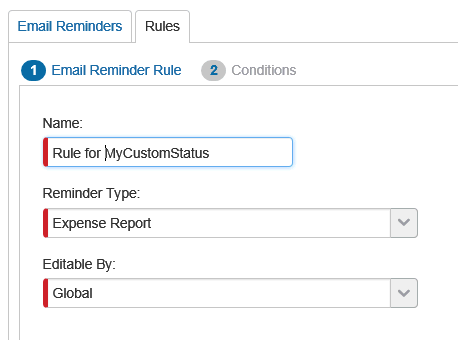 Email Reminders Rules
1 Email Reminder Rule 2 Conditions
Name:
Rule for MyCustomStatus
Reminder Type:
Expense Report
Editable By:
Global